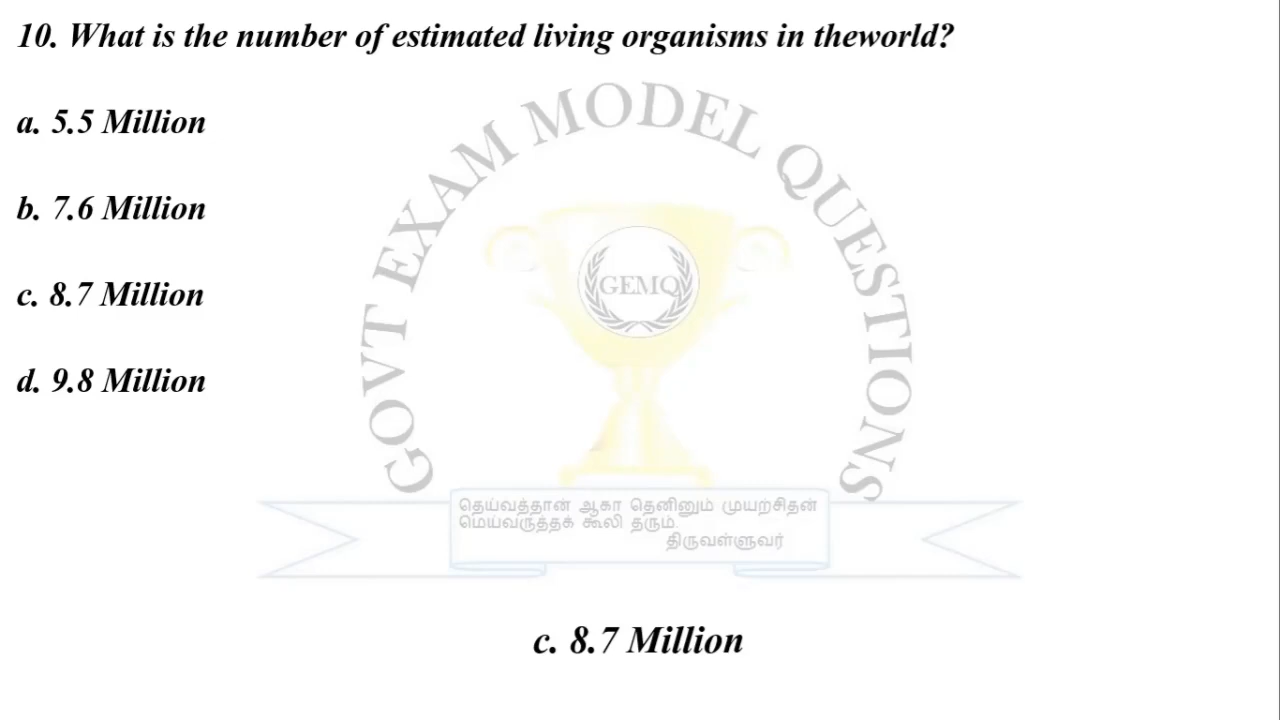 10. What is the number of estimated living organisms in theworld?
a. 5.5 Million
b. 7.6 Million
c. 8.7 Million
d. 9.8 Million
GOVT EXAM MODEL QUESTIONS
GEMQ
தெய்வத்தான் ஆகா தெனினும் முயற்சிதன்
மெய்வருத்தக் கூலி தரும்.
திருவள்ளுவர்
c. 8.7 Million